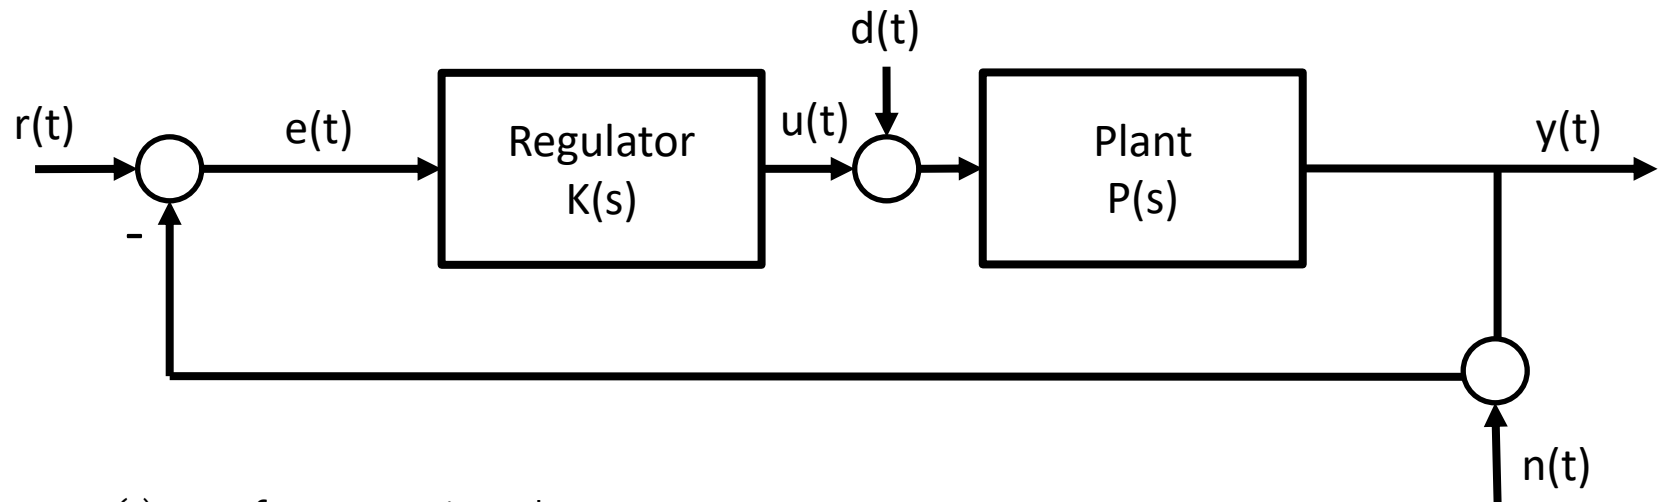 d(t)
r(t)
e(t)
Regulator
K(s)
u(t)
Plant
P(s)
y(t)
-
n(t)